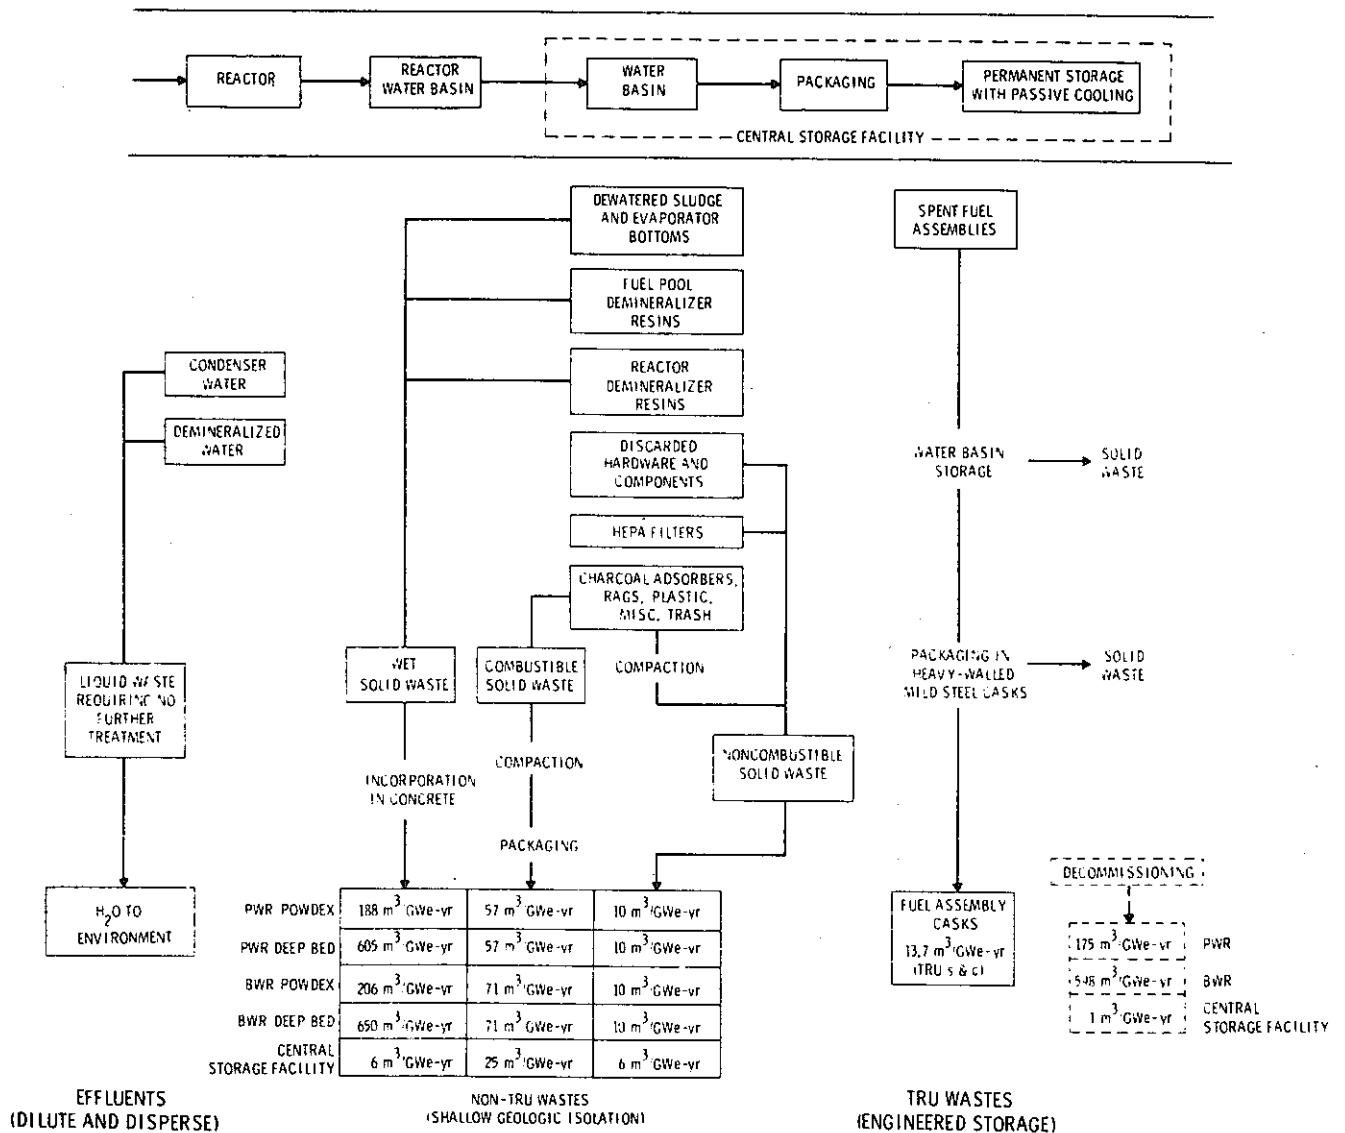 REACTOR
REACTOR
WATER BASIN
WATER
BASIN
PACKAGING
PERMANENT STORAGE
WITH PASSIVE COOLING
CENTRAL STORAGE FACILITY
DEWATERED SLUDGE
AND EVAPORATOR
BOTTOMS
FUEL POOL
DEMINERALIZER
RESINS
REACTOR
DEMINERALIZER
RESINS
DISCARDED
HARDWARE AND
COMPONENTS
HEPA FILTERS
CHARCOAL ADSORBERS,
RAGS, PLASTIC,
MISC. TRASH
CONDENSER
WATER
DEMINERALIZED
WATER
LIQUID WASTE
REQUIRING NO
FURTHER
TREATMENT
H2O TO
ENVIRONMENT
WET
SOLID WASTE
COMBUSTIBLE
SOLID WASTE
COMPACTION
NONCOMBUSTIBLE
SOLID WASTE
INCORPORATION
IN CONCRETE
COMPACTION
PACKAGING
PWR POWDEX 188 m³/GWe-yr 57 m³/GWe-yr 10 m³/GWe-yr
PWR DEEP BED 605 m³/GWe-yr 57 m³/GWe-yr 10 m³/GWe-yr
BWR POWDEX 206 m³/GWe-yr 71 m³/GWe-yr 10 m³/GWe-yr
BWR DEEP BED 650 m³/GWe-yr 71 m³/GWe-yr 10 m³/GWe-yr
CENTRAL
STORAGE FACILITY 6 m³/GWe-yr 25 m³/GWe-yr 6 m³/GWe-yr
SPENT FUEL
ASSEMBLIES
WATER BASIN
STORAGE
SOLID
WASTE
PACKAGING IN
HEAVY-WALLED
MILD STEEL CASKS
SOLID
WASTE
FUEL ASSEMBLY
CASKS
13.7 m³/GWe-yr
(TRU s & c)
DECOMMISSIONING
175 m³/GWe-yr PWR
m³/GWe-yr BWR
1 m³/GWe-yr CENTRAL
STORAGE FACILITY
EFFLUENTS
(DILUTE AND DISPERSE)
NON-TRU WASTES
(SHALLOW GEOLOGIC ISOLATION)
TRU WASTES
(ENGINEERED STORAGE)